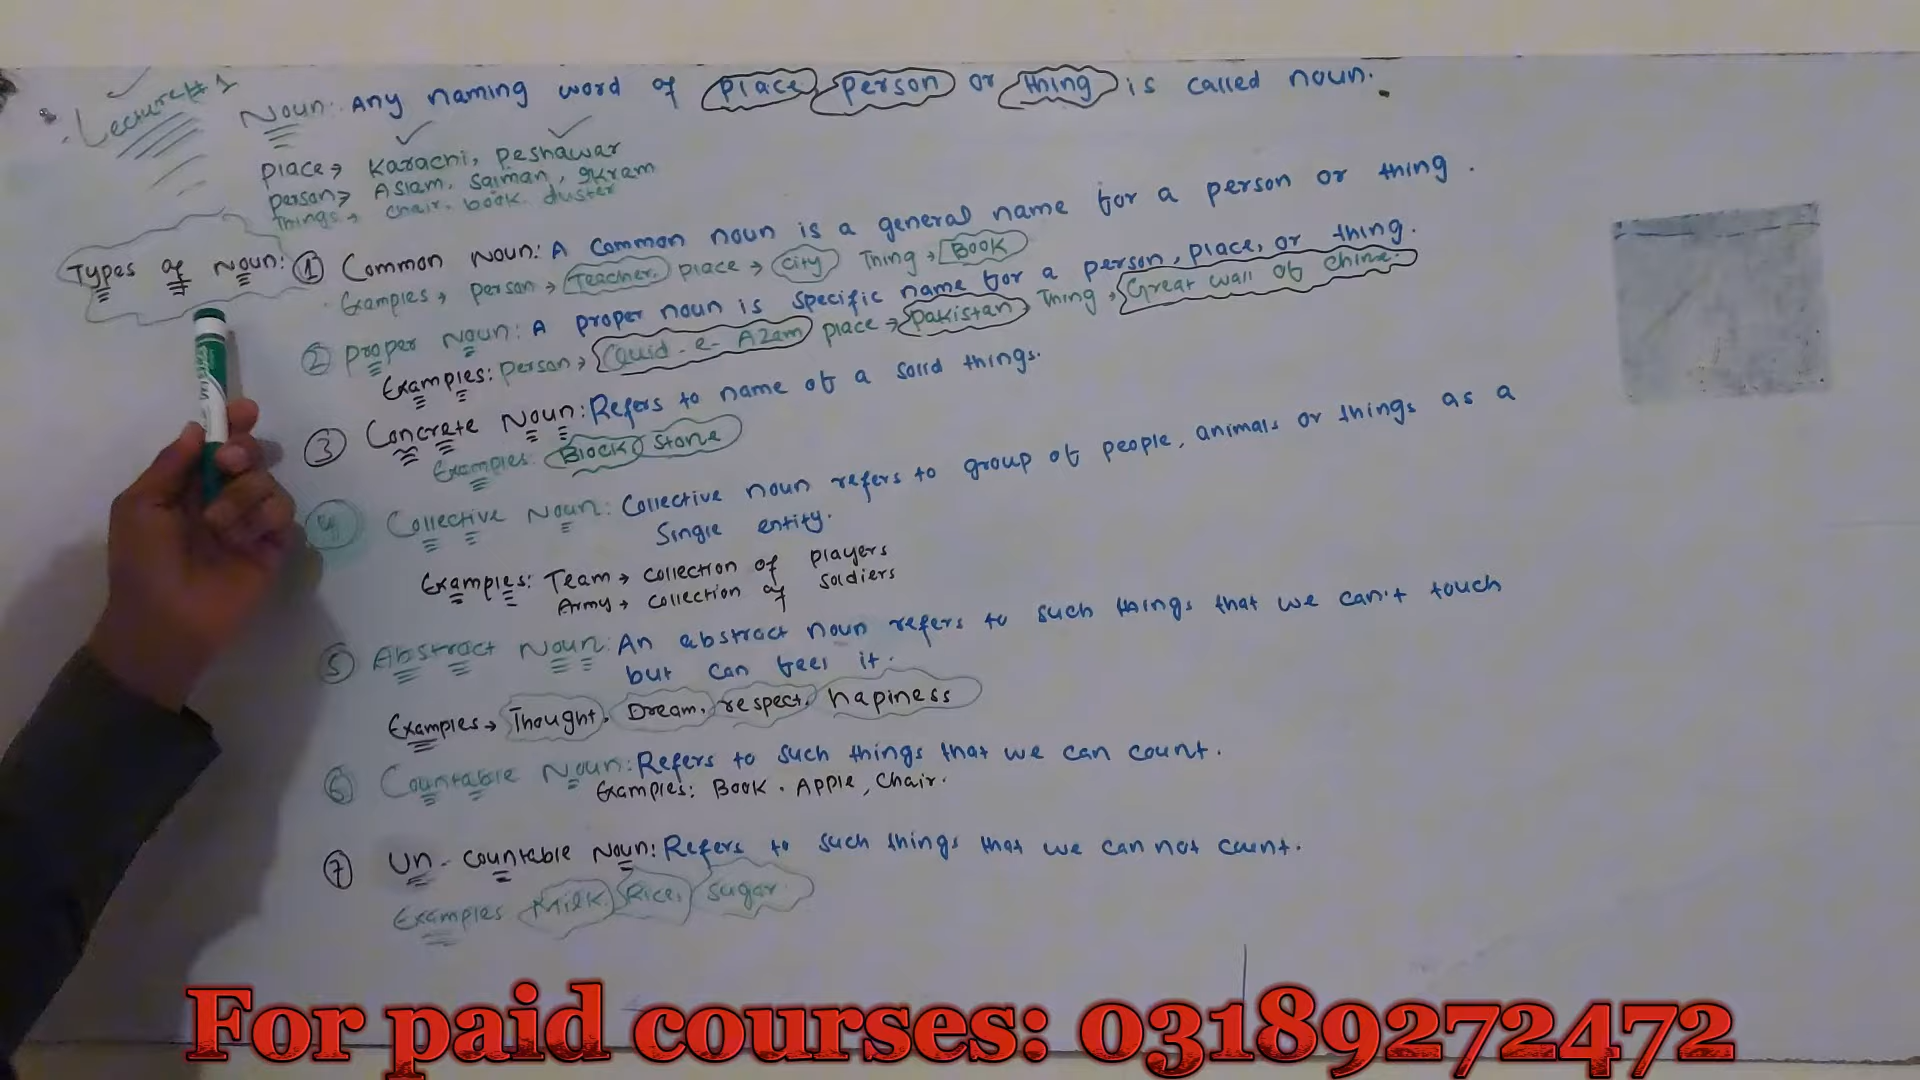 Lecture#1
Noun: Any naming word of place, person or thing is called noun.
place → Karachi, peshawar
person → Aslam, salman, Ikram
Things → chair, book, duster
Types of Noun:
① Common Noun: A Common noun is a general name for a person or thing.
Examples → person → Teacher, place → city Thing → Book
② proper Noun: A proper noun is specific name for a person, place, or thing.
Examples: person → Quid-e-Azam place → pakistan, Thing → Great wall of China.
③ Concrete Noun: Refers to name of a solid things.
Examples: Block, Stone
④ Collective Noun: Collective noun refers to group of people, animals or things as a
Single entity.
Examples: Team → collection of players
Army → collection of soldiers
⑤ Abstract Noun: An abstract noun refers to such things that we can't touch
but can feel it.
Examples → Thought, Dream, respect, hapiness
⑥ Countable Noun: Refers to such things that we can count.
Examples: Book, Apple, Chair.
⑦ Un-countable Noun: Refers to such things that we can not count.
Examples Milk, Rice, sugar
For paid courses: 03189272472